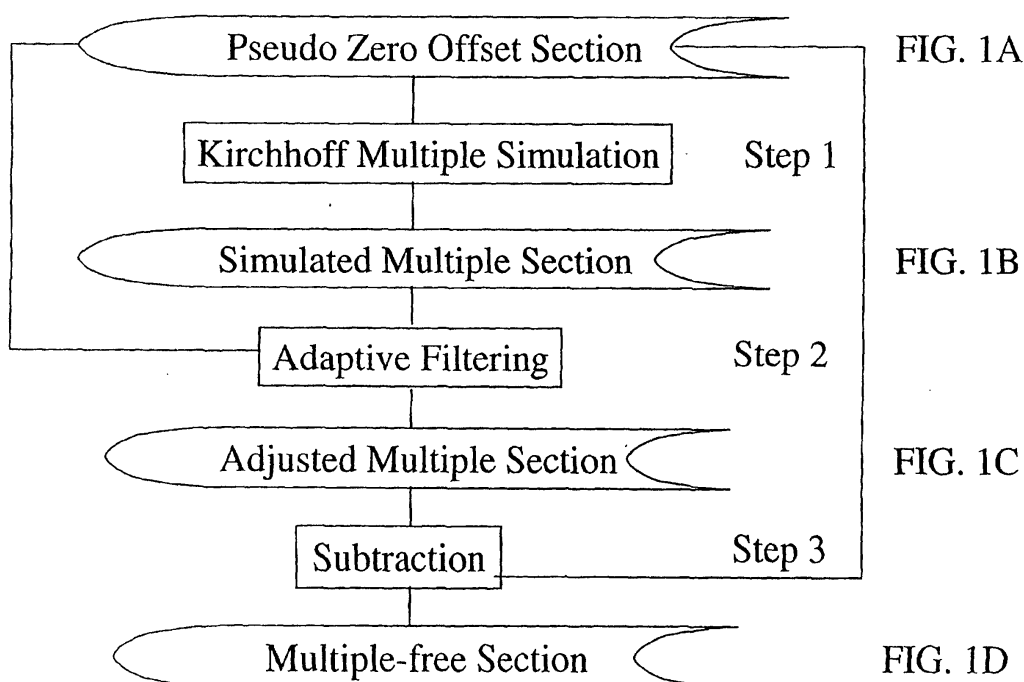 Pseudo Zero Offset Section FIG. 1A
Kirchhoff Multiple Simulation Step 1
Simulated Multiple Section FIG. 1B
Adaptive Filtering Step 2
Adjusted Multiple Section FIG. 1C
Subtraction Step 3
Multiple-free Section FIG. 1D